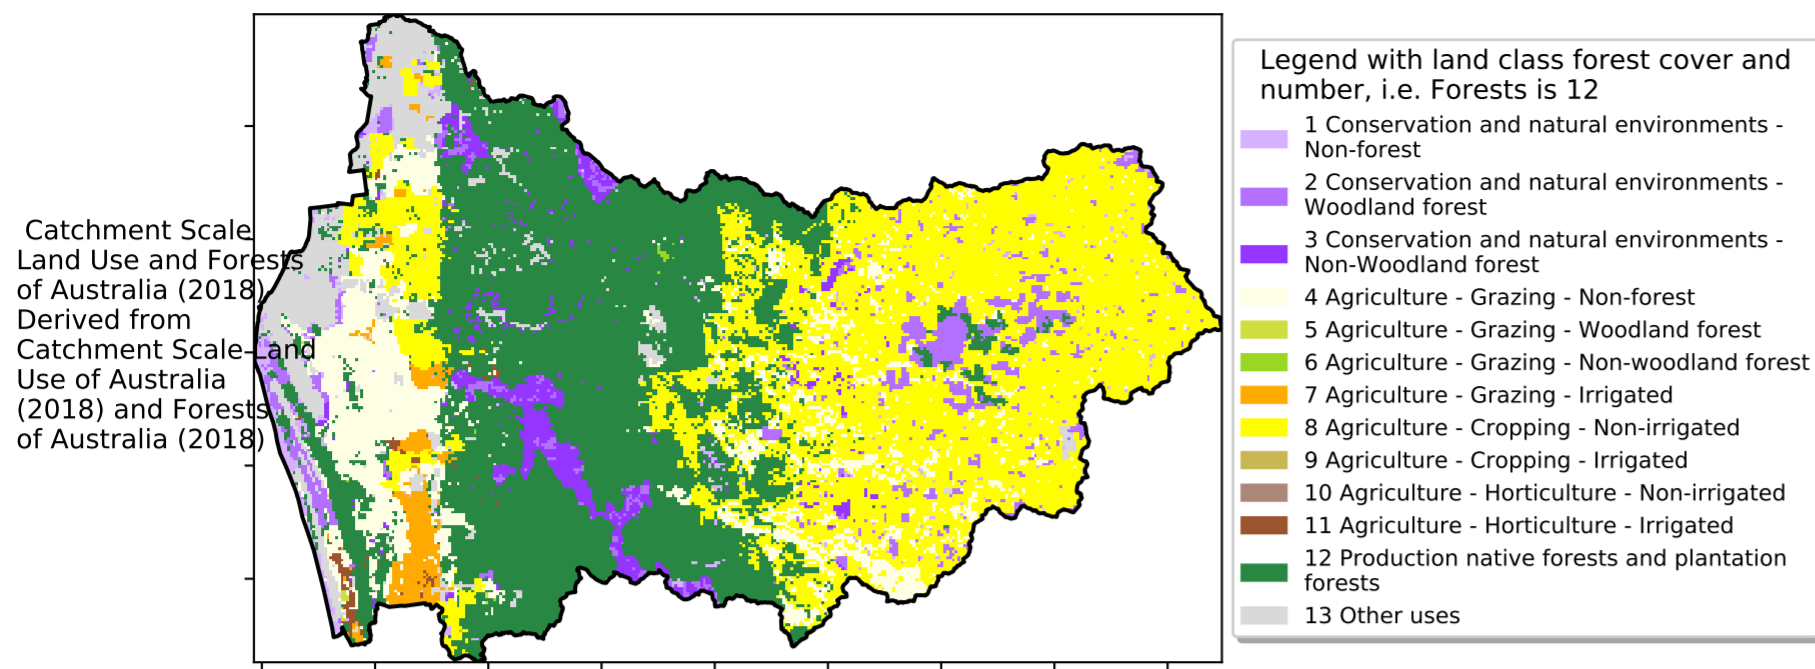 Catchment Scale
Land Use and Forests
of Australia (2018)
Derived from
Catchment Scale Land
Use of Australia
(2018) and Forests
of Australia (2018)
Legend with land class forest cover and
number, i.e. Forests is 12
1 Conservation and natural environments -
Non-forest
2 Conservation and natural environments -
Woodland forest
3 Conservation and natural environments -
Non-Woodland forest
4 Agriculture - Grazing - Non-forest
5 Agriculture - Grazing - Woodland forest
6 Agriculture - Grazing - Non-woodland forest
7 Agriculture - Grazing - Irrigated
8 Agriculture - Cropping - Non-irrigated
9 Agriculture - Cropping - Irrigated
10 Agriculture - Horticulture - Non-irrigated
11 Agriculture - Horticulture - Irrigated
12 Production native forests and plantation
forests
13 Other uses